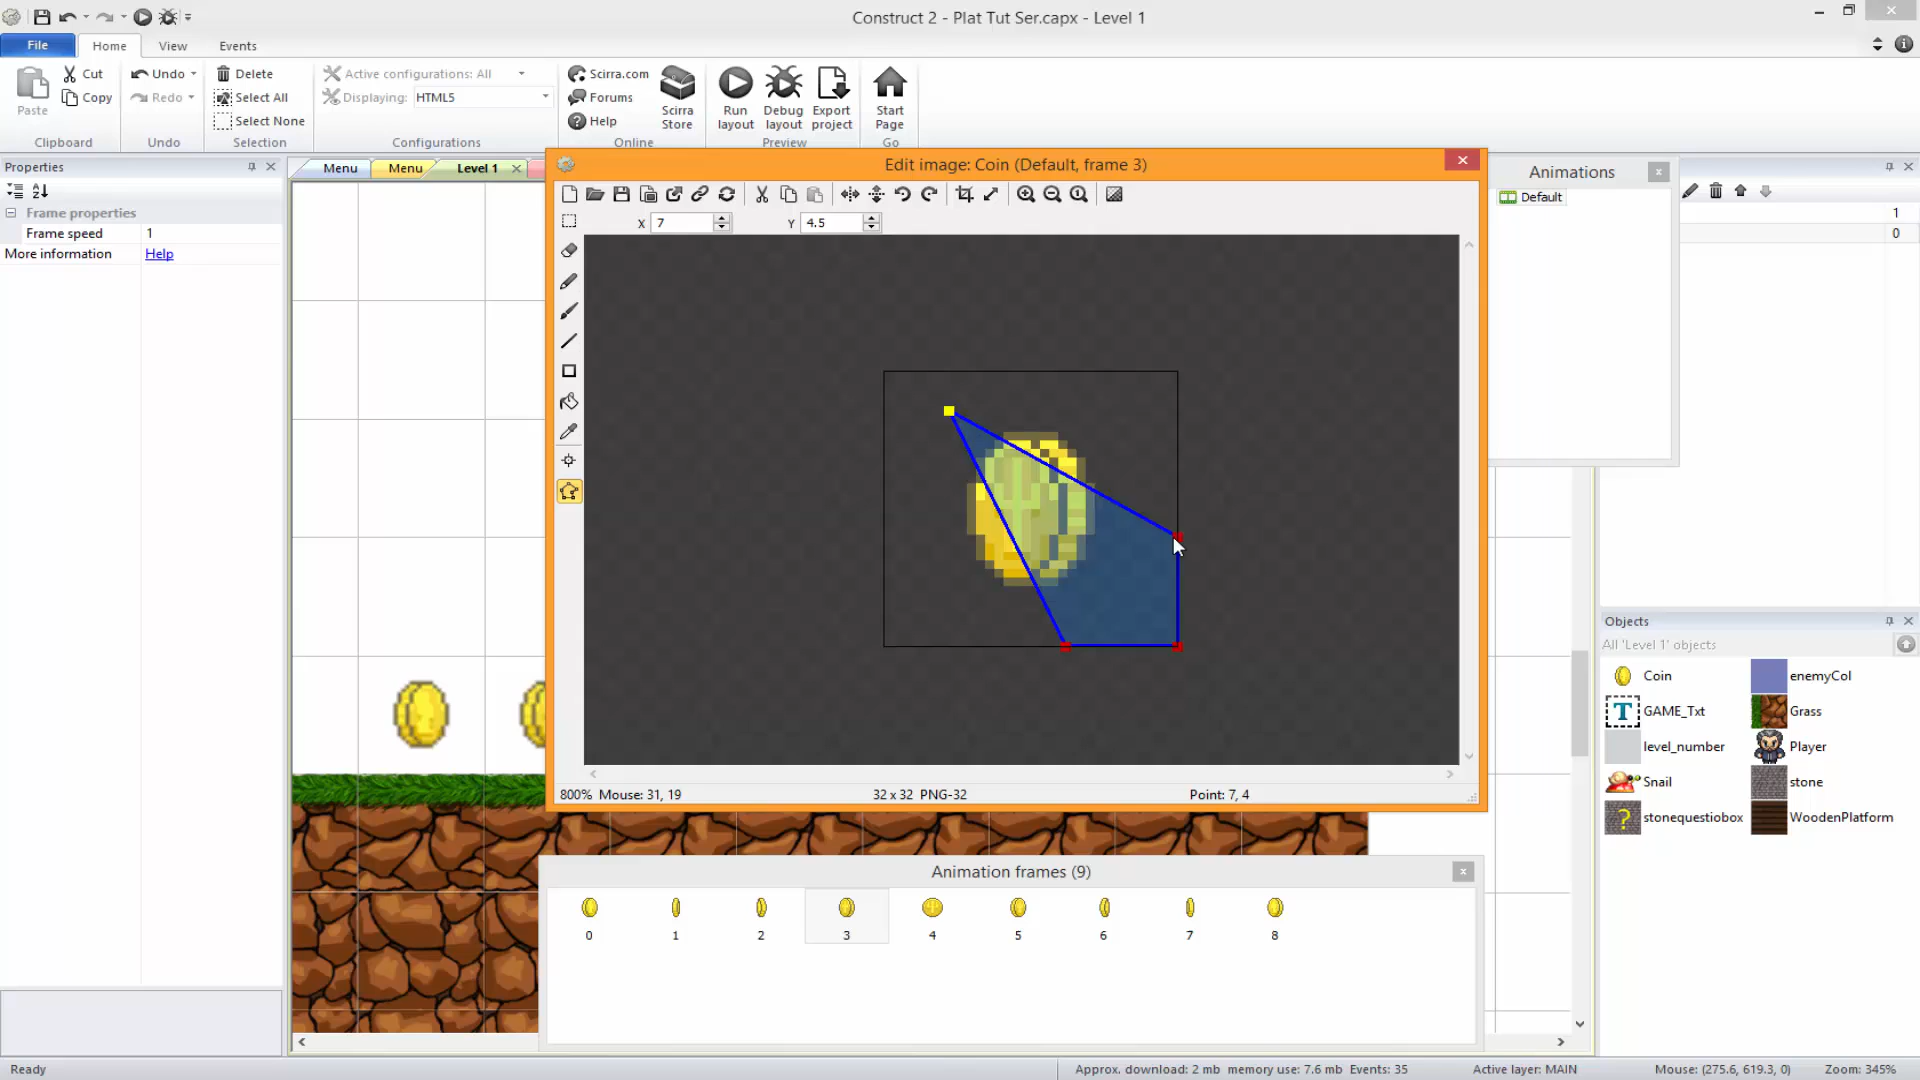 Construct 2 - Plat Tut Ser.capx - Level 1
File Home View Events
Paste Cut Copy Clipboard
Undo Redo Undo
Delete Select All Select None Selection
Active configurations: All
Displaying: HTML5
Configurations
Scirra.com Forums Help Scirra Store Online
Run layout Debug layout Export project Preview
Start Page Go
Properties
Frame properties
Frame speed 1
More information Help
Menu Menu Level 1
Edit image: Coin (Default, frame 3)
X 7 Y 4.5
800% Mouse: 31, 19 32 x 32 PNG-32 Point: 7, 4
Animations
Default
1
0
Objects
All 'Level 1' objects
Coin enemyCol
T GAME_Txt Grass
level_number Player
Snail stone
? stonequestiobox WoodenPlatform
Animation frames (9)
0 1 2 3 4 5 6 7 8
Ready Approx. download: 2 mb memory use: 7.6 mb Events: 35 Active layer: MAIN Mouse: (275.6, 619.3, 0) Zoom: 345%